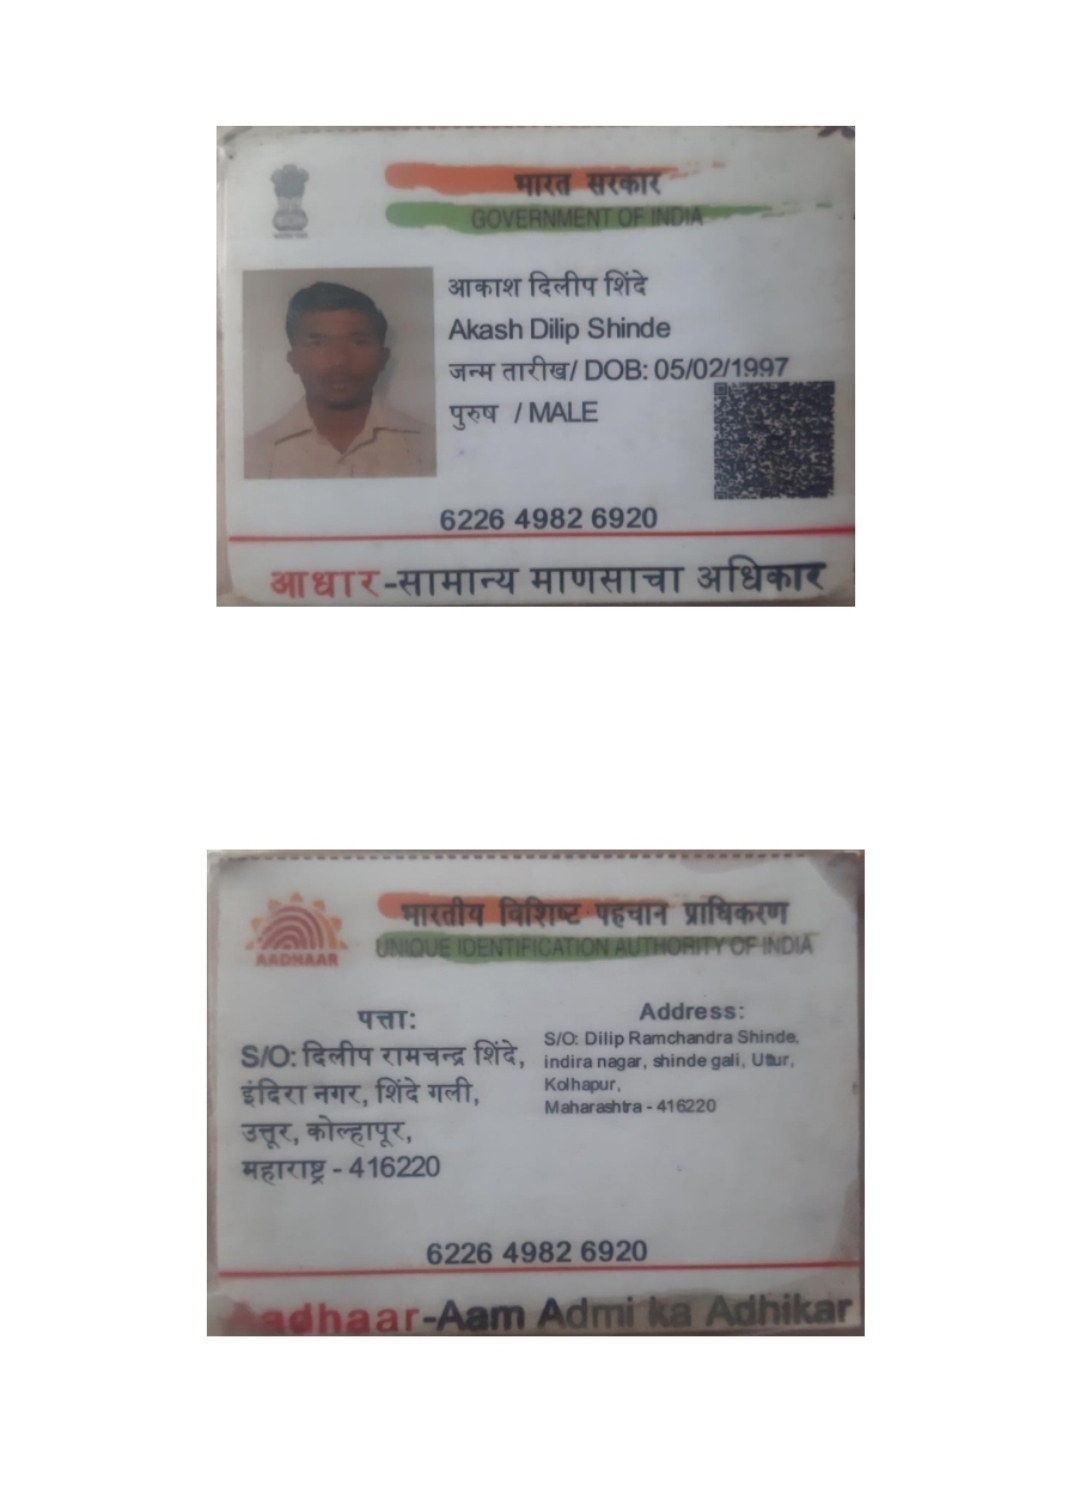 भारत सरकार
GOVERNMENT OF INDIA
आकाश दिलीप शिंदे
Akash Dilip Shinde
जन्म तारीख/ DOB: 05/02/1997
पुरुष / MALE
6226 4982 6920
आधार-सामान्य माणसाचा अधिकार
भारतीय विशिष्ट पहचान प्राधिकरण
UNIQUE IDENTIFICATION AUTHORITY OF INDIA
AADHAAR
पत्ता:
S/O: दिलीप रामचन्द्र शिंदे,
इंदिरा नगर, शिंदे गली,
उत्तूर, कोल्हापूर,
महाराष्ट्र - 416220
Address:
S/O: Dilip Ramchandra Shinde,
indira nagar, shinde gali, Uttur,
Kolhapur,
Maharashtra - 416220
6226 4982 6920
Aadhaar-Aam Admi ka Adhikar